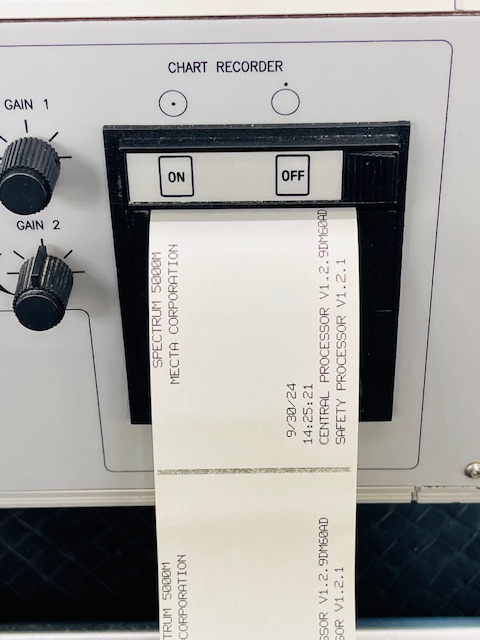 CHART RECORDER
GAIN 1
ON
OFF
GAIN 2
SPECTRUM 5000M
MECTA CORPORATION
9/30/24
14:25:21
CENTRAL PROCESSOR V1.2.9DM60AD
SAFETY PROCESSOR V1.2.1
TRUM 5000M
CORPORATION
SSOR V1.2.9DM60AD
SOR V1.2.1